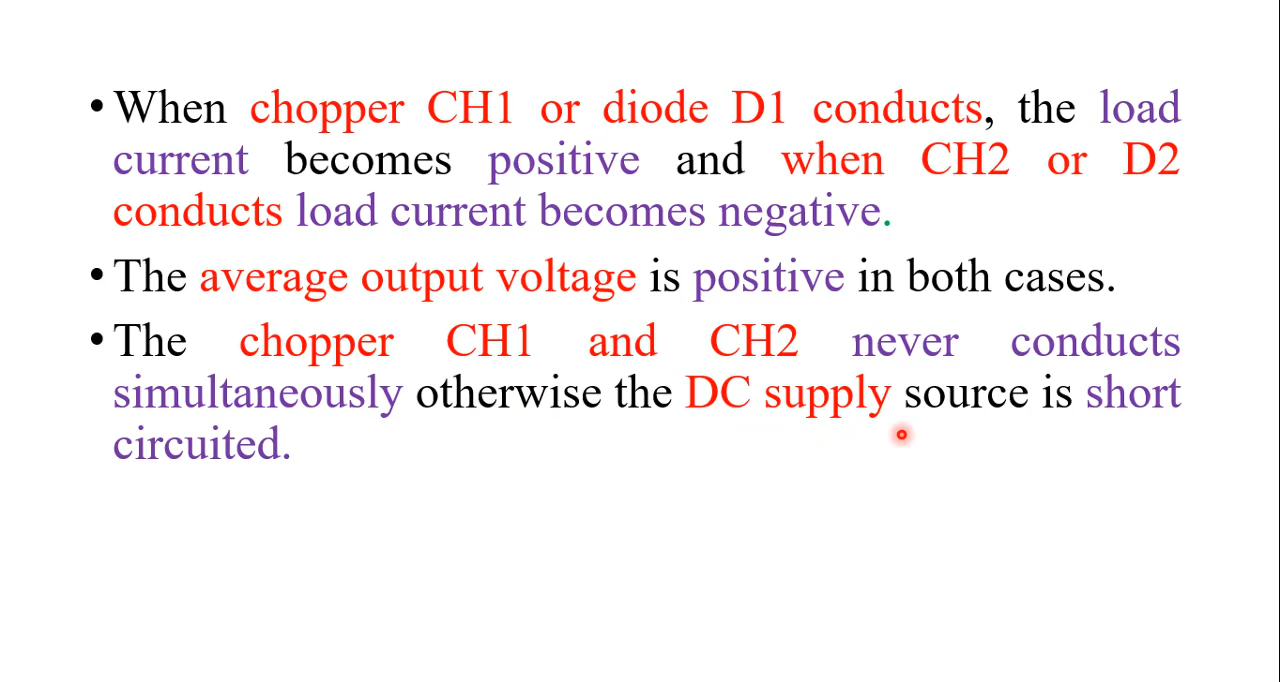 • When chopper CH1 or diode D1 conducts, the load
current becomes positive and when CH2 or D2
conducts load current becomes negative.
• The average output voltage is positive in both cases.
• The chopper CH1 and CH2 never conducts
simultaneously otherwise the DC supply source is short
circuited.